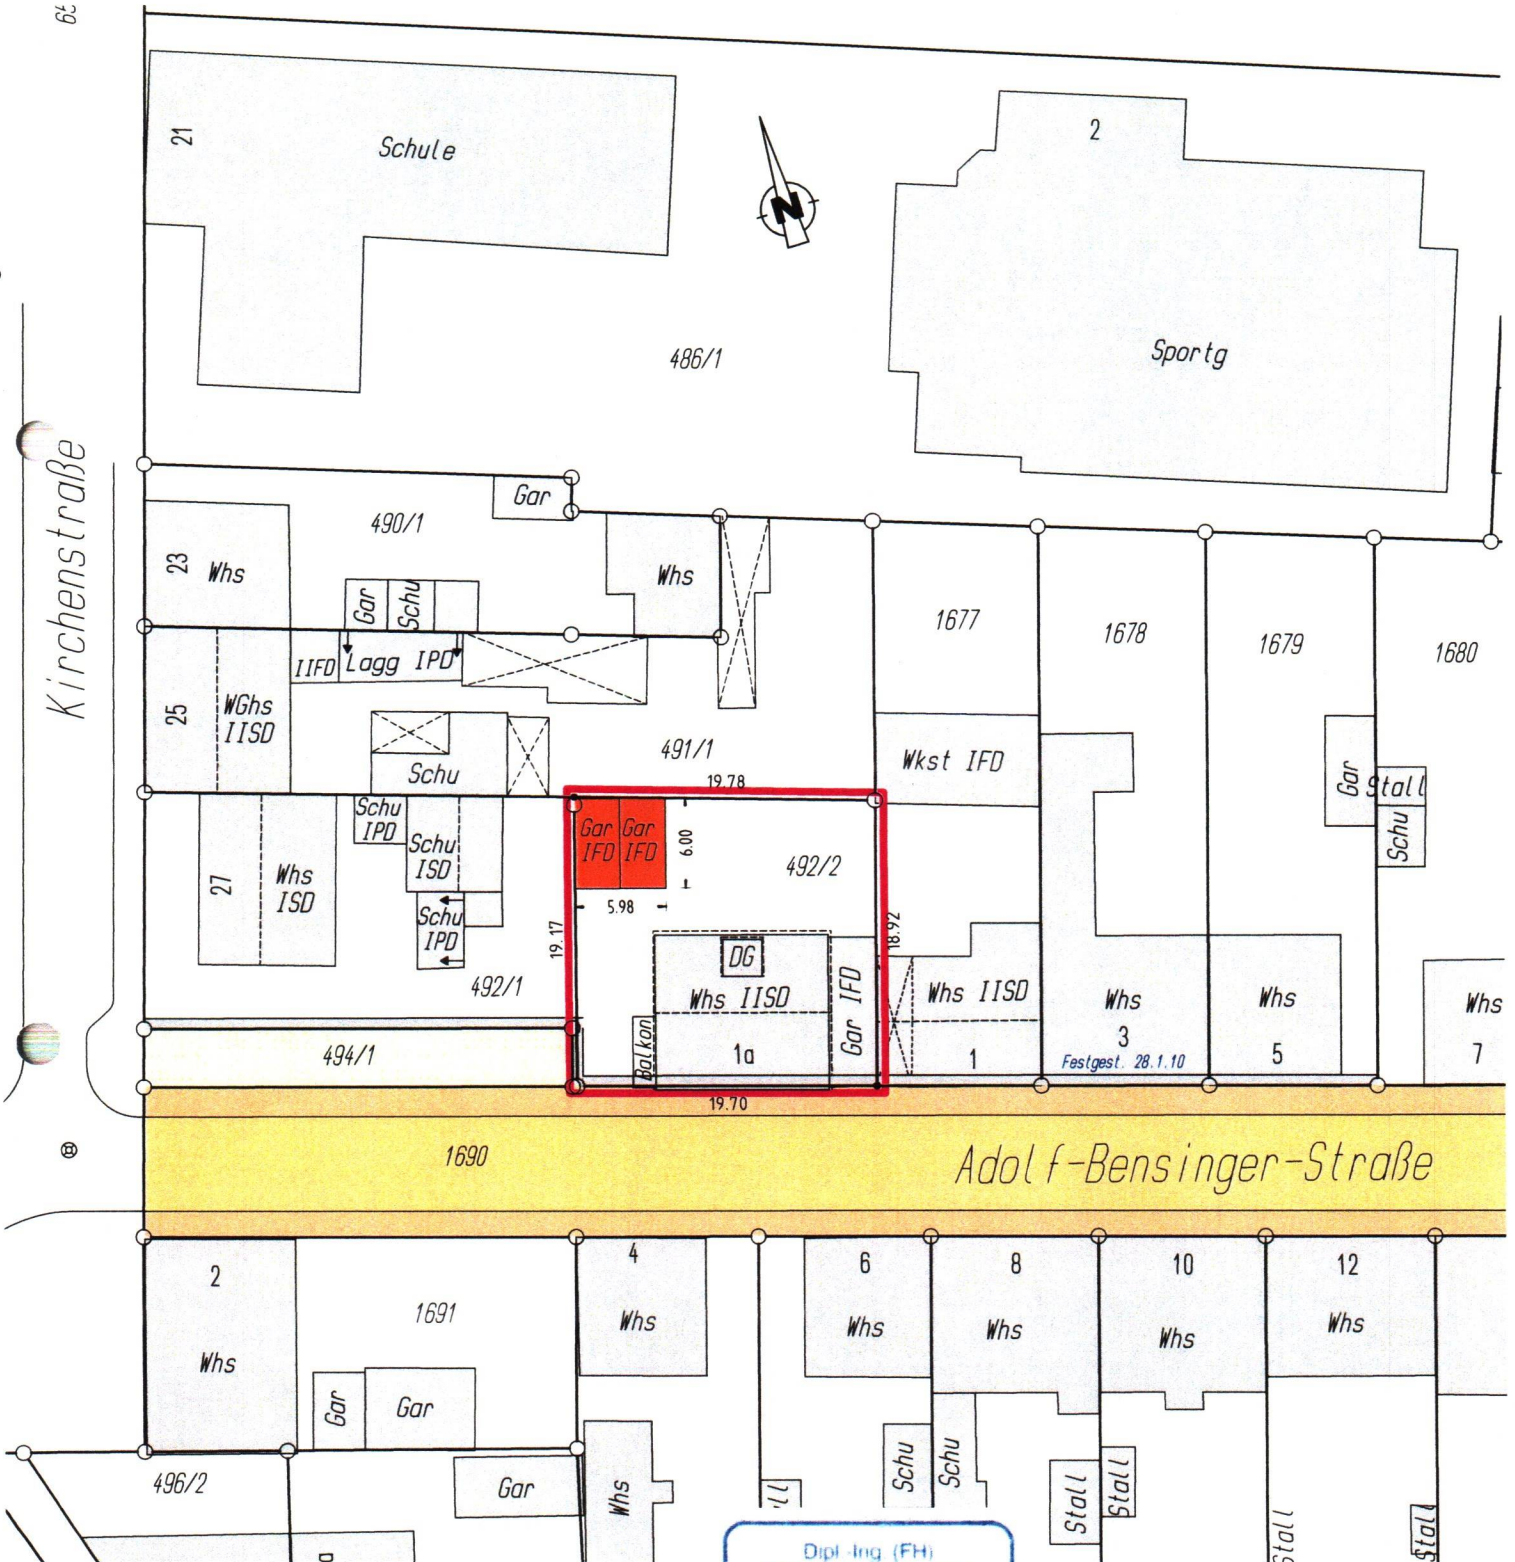 21
Schule
2
N
486/1
Sportg
Kirchenstraße
Gar
490/1
23
Whs
Gar
Schu
Whs
1677
1678
1679
1680
IIFD
Lagg IPD
25
WGhs
IISD
Schu
491/1
Wkst IFD
Gar
Stall
Schu
19.78
Schu
IPD
Schu
ISD
Schu
IPD
27
Whs
ISD
Gar
IFD
Gar
IFD
6.00
5.98
492/2
19.17
18.92
492/1
DG
Whs IISD
1a
Balkon
Gar IFD
Whs IISD
1
Whs
3
Festgest. 28.1.10
Whs
5
Whs
7
494/1
19.70
1690
Adolf-Bensinger-Straße
2
Whs
1691
Gar
Gar
4
Whs
6
Whs
8
Whs
10
Whs
12
Whs
496/2
Gar
Whs
Schu
Schu
Stall
Stall
Stall
Stall
Dipl.-Ing (FH)